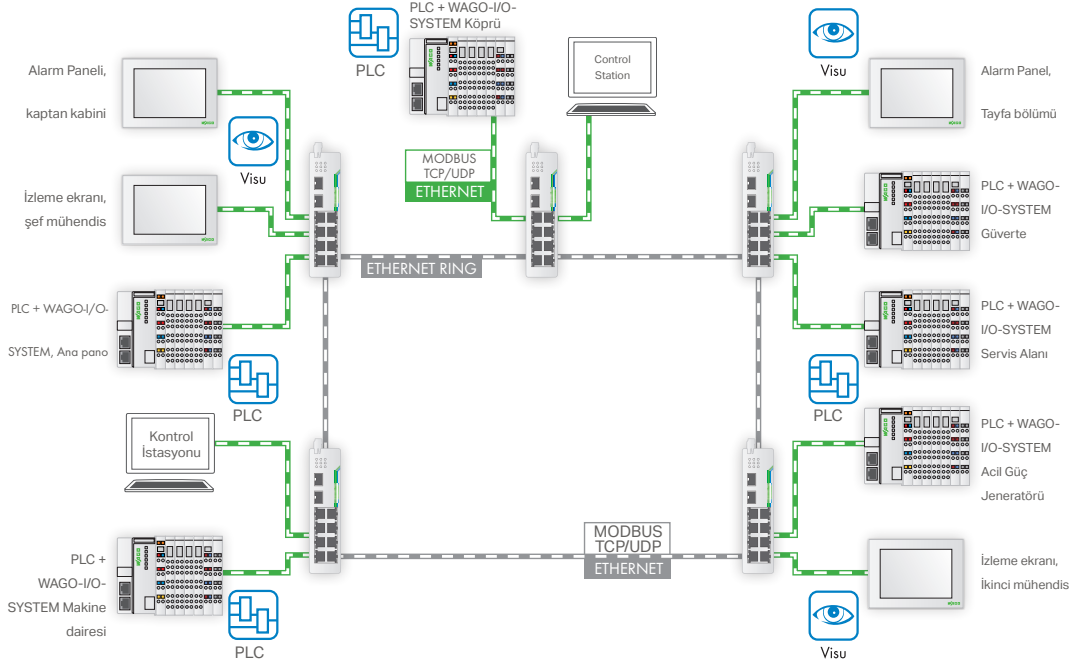 PLC + WAGO-I/O-
SYSTEM Köprü
PLC
Control
Station
Visu
Alarm Paneli,
kaptan kabini
Visu
İzleme ekranı,
şef mühendis
MODBUS
TCP/UDP
ETHERNET
Alarm Panel,
Tayfa bölümü
PLC + WAGO-
I/O-SYSTEM
Güverte
ETHERNET RING
PLC + WAGO-I/O-
SYSTEM, Ana pano
PLC
PLC + WAGO-
I/O-SYSTEM
Servis Alanı
PLC
Kontrol
İstasyonu
PLC + WAGO-
I/O-SYSTEM
Acil Güç
Jeneratörü
PLC +
WAGO-I/O-
SYSTEM Makine
dairesi
PLC
MODBUS
TCP/UDP
ETHERNET
İzleme ekranı,
İkinci mühendis
Visu